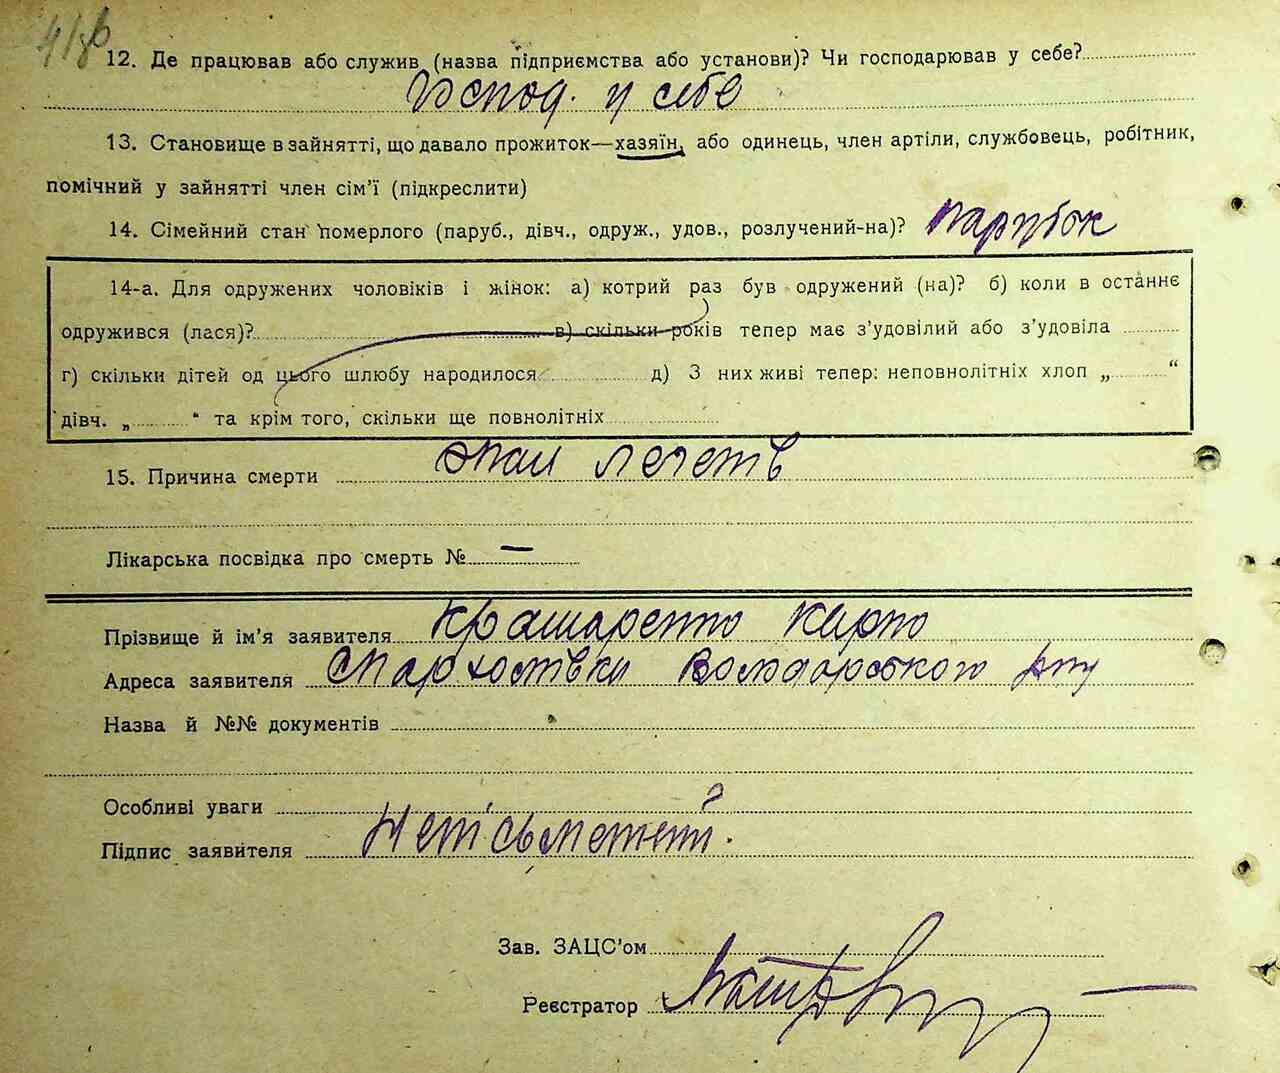 12. Де працював або служив (назва підприємства або установи)? Чи господарював у себе?
Господ. у себе
13. Становище в зайнятті, що давало прожиток—хазяїн, або одинець, член артіли, службовець, робітник,
помічний у зайнятті член сім'ї (підкреслити)
14. Сімейний стан померлого (паруб., дівч., одруж., удов., розлучений-на)? парубок
14-а. Для одружених чоловіків і жінок: а) котрий раз був одружений (на)? б) коли в останнє
одружився (лася)? в) скільки років тепер має з'удовілий або з'удовіла
г) скільки дітей од цього шлюбу народилося д) З них живі тепер: неповнолітніх хлоп „ “
дівч. „ “ та крім того, скільки ще повнолітніх
15. Причина смерти легенів
Лікарська посвідка про смерть № —
Прізвище й ім'я заявителя Карпо
Адреса заявителя Володарського р-ну
Назва й №№ документів
Особливі уваги
Підпис заявителя
Зав. ЗАЦС'ом
Реєстратор